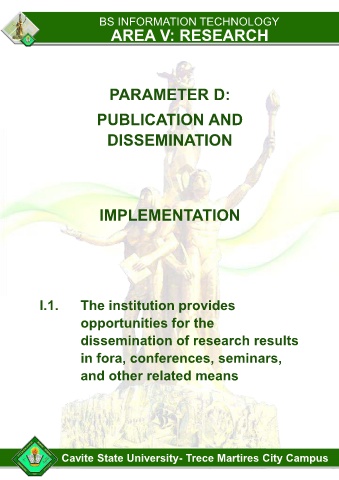 BS INFORMATION TECHNOLOGY
AREA V: RESEARCH
PARAMETER D:
PUBLICATION AND
DISSEMINATION
IMPLEMENTATION
I.1. The institution provides
opportunities for the
dissemination of research results
in fora, conferences, seminars,
and other related means
Cavite State University- Trece Martires City Campus